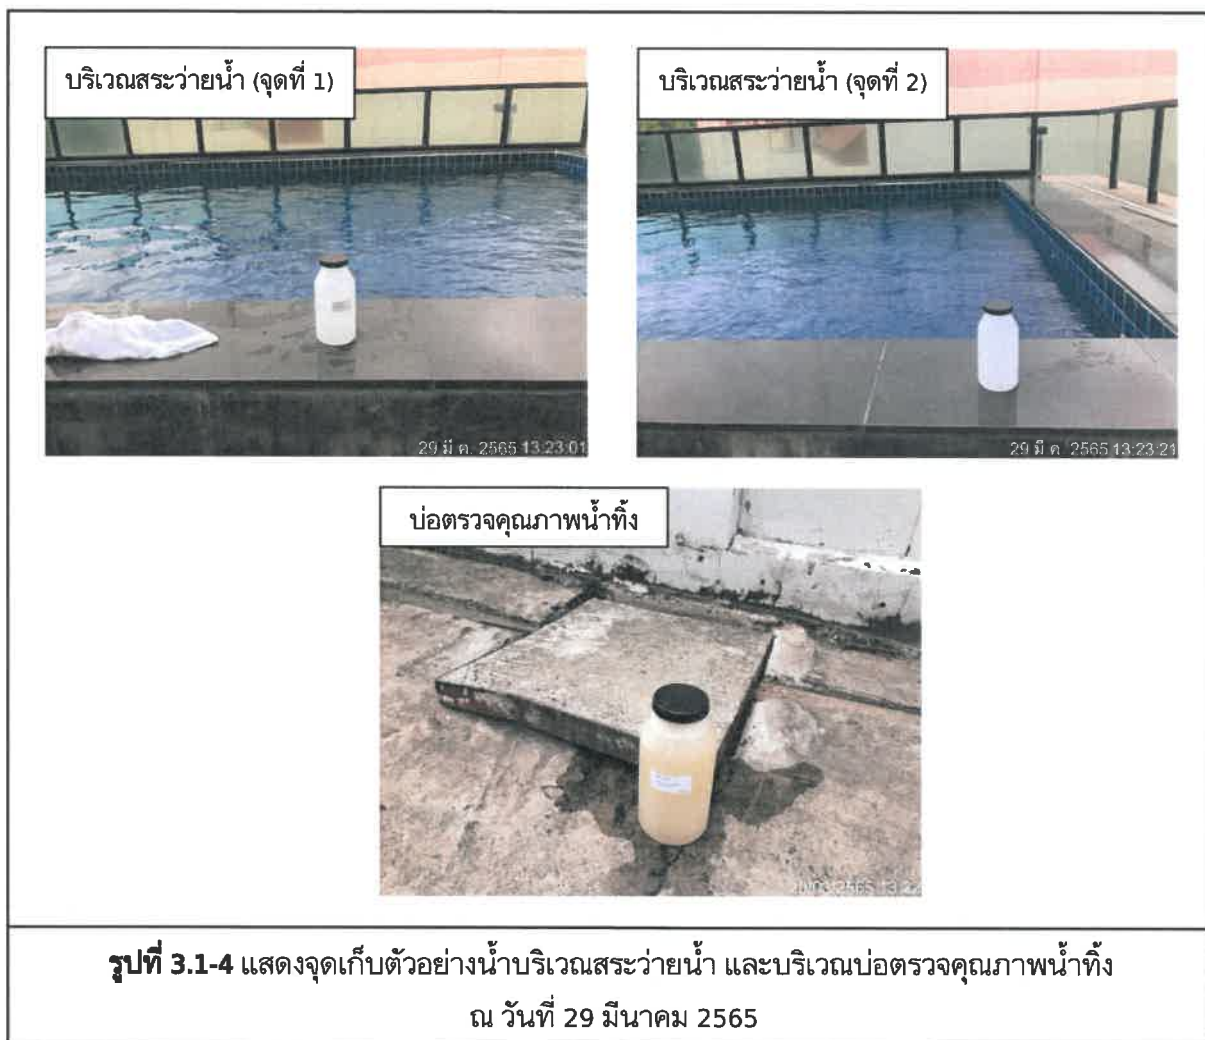 บริเวณสระว่ายน้ำ (จุดที่ 1)
บริเวณสระว่ายน้ำ (จุดที่ 2)
29 มี ค. 2565 13:23:01
29 มี ค. 2565 13:23:21
บ่อตรวจคุณภาพน้ำทิ้ง
2565 13:22
รูปที่ 3.1-4 แสดงจุดเก็บตัวอย่างน้ำบริเวณสระว่ายน้ำ และบริเวณบ่อตรวจคุณภาพน้ำทิ้ง
ณ วันที่ 29 มีนาคม 2565